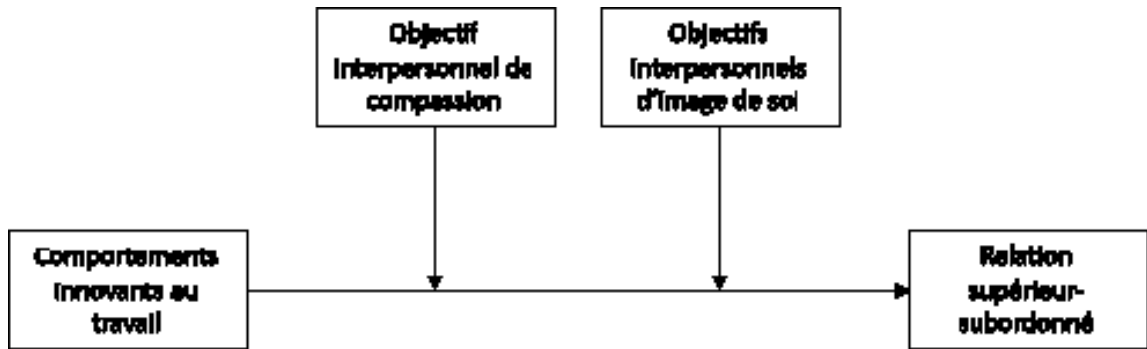 Objectif
interpersonnel de
compassion
Objectifs
interpersonnels
d'image de soi
Comportements
innovants au
travail
Relation
supérieur-
subordonné